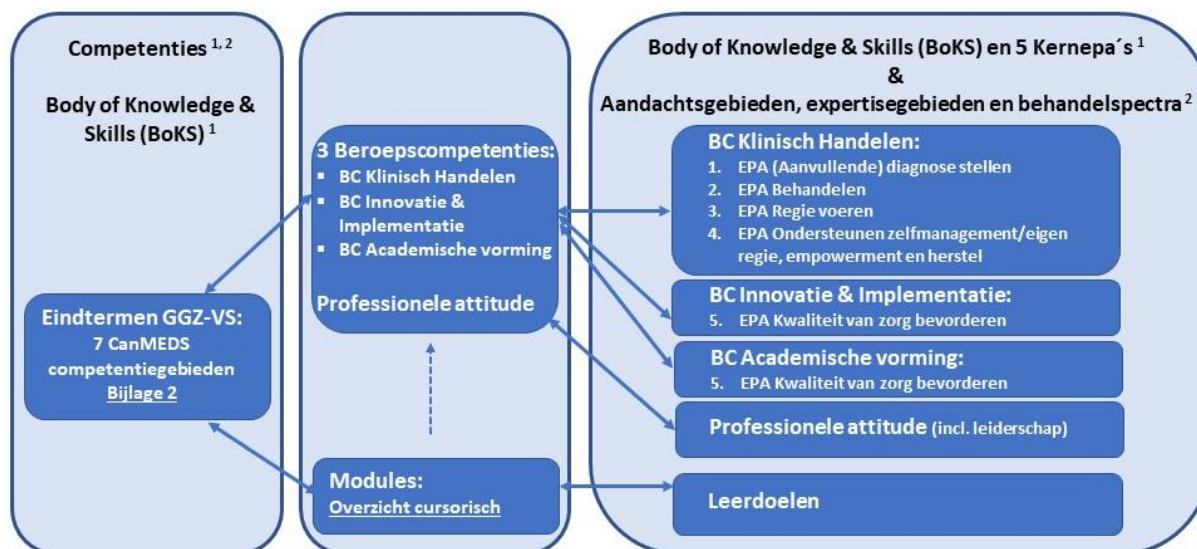 Competenties 1, 2
Body of Knowledge &
Skills (BoKS) 1
Eindtermen GGZ-VS:
7 CanMEDS
competentiegebieden
Bijlage 2
3 Beroepscompetenties:
▪ BC Klinisch Handelen
▪ BC Innovatie &
Implementatie
▪ BC Academische vorming
Professionele attitude
Modules:
Overzicht cursorisch
Body of Knowledge & Skills (BoKS) en 5 Kernepa´s 1
&
Aandachtsgebieden, expertisegebieden en behandelspectra 2
BC Klinisch Handelen:
1. EPA (Aanvullende) diagnose stellen
2. EPA Behandelen
3. EPA Regie voeren
4. EPA Ondersteunen zelfmanagement/eigen
regie, empowerment en herstel
BC Innovatie & Implementatie:
5. EPA Kwaliteit van zorg bevorderen
BC Academische vorming:
5. EPA Kwaliteit van zorg bevorderen
Professionele attitude (incl. leiderschap)
Leerdoelen